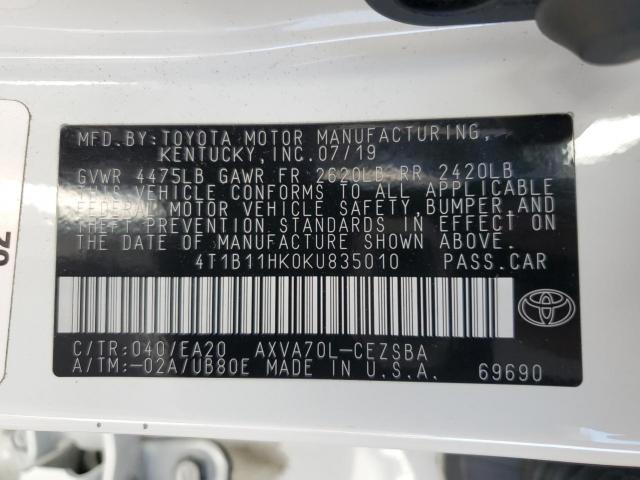 MFD.BY:TOYOTA MOTOR MANUFACTURING,
KENTUCKY,INC.07/19
GVWR 4475LB GAWR FR 2620LB RR 2420LB
THIS VEHICLE CONFORMS TO ALL APPLICABLE
FEDERAL MOTOR VEHICLE SAFETY,BUMPER,AND
THEFT PREVENTION STANDARDS IN EFFECT ON
THE DATE OF MANUFACTURE SHOWN ABOVE.
4T1B11HK0KU835010 PASS.CAR
C/TR:040/EA20 AXVA70L-CEZSBA
A/TM:-02A/UB80E MADE IN U.S.A. 69690